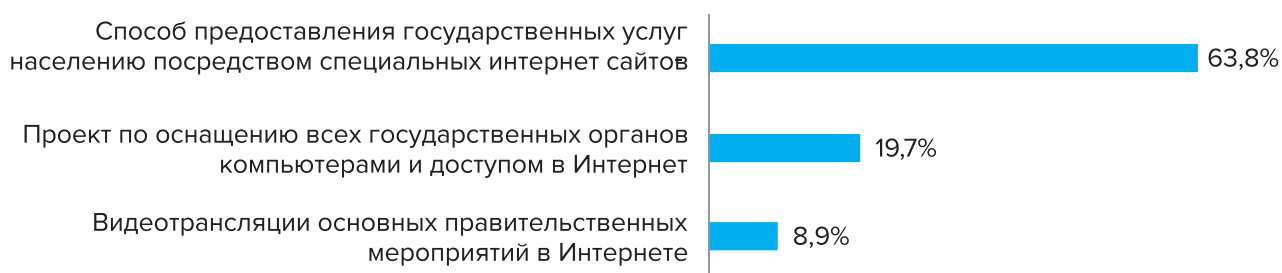 Способ предоставления государственных услуг
населению посредством специальных интернет сайтов
63,8%
Проект по оснащению всех государственных органов
компьютерами и доступом в Интернет
19,7%
Видеотрансляции основных правительственных
мероприятий в Интернете
8,9%